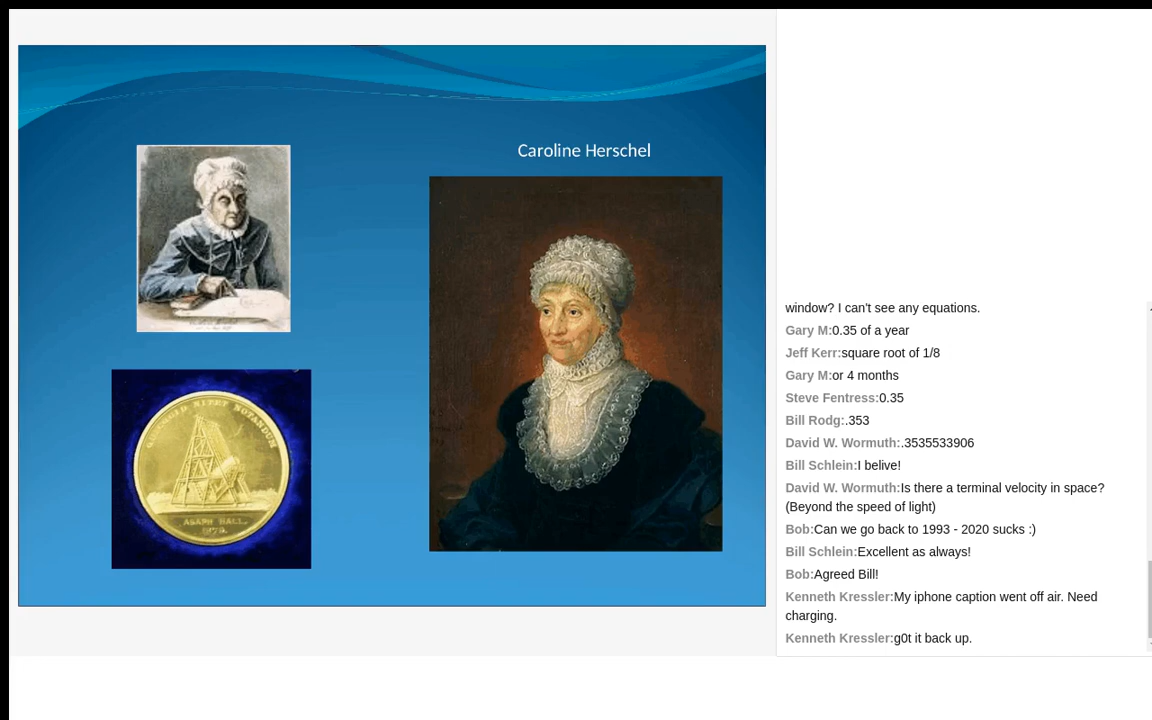 Caroline Herschel
QUICQUID NITET NOTANDUM
ASAPH HALL.
window? I can't see any equations.
Gary M:0.35 of a year
Jeff Kerr:square root of 1/8
Gary M:or 4 months
Steve Fentress:0.35
Bill Rodg:.353
David W. Wormuth:.3535533906
Bill Schlein:I belive!
David W. Wormuth:Is there a terminal velocity in space?
(Beyond the speed of light)
Bob:Can we go back to 1993 - 2020 sucks :)
Bill Schlein:Excellent as always!
Bob:Agreed Bill!
Kenneth Kressler:My iphone caption went off air. Need
charging.
Kenneth Kressler:g0t it back up.